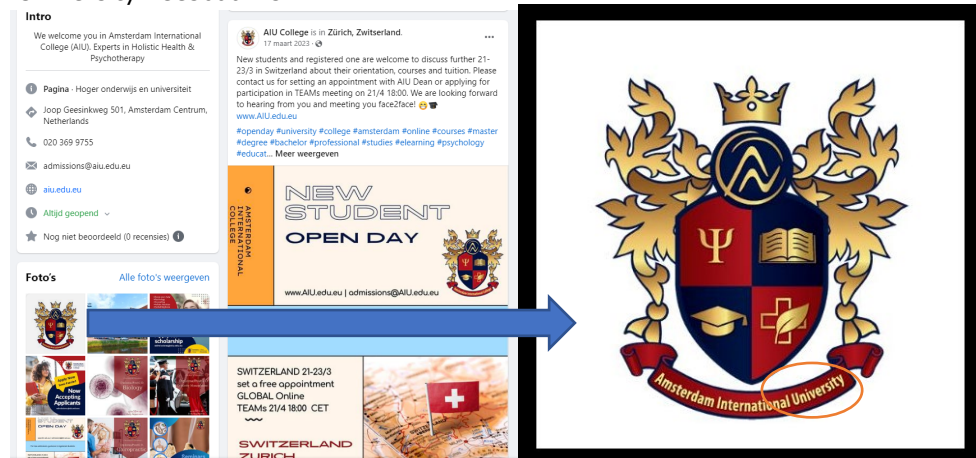 Intro
We welcome you in Amsterdam International
College (AIU). Experts in Holistic Health &
Psychotherapy
Pagina · Hoger onderwijs en universiteit
Joop Geesinkweg 501, Amsterdam Centrum,
Netherlands
020 369 9755
admissions@aiu.edu.eu
aiu.edu.eu
Altijd geopend
Nog niet beoordeeld (0 recensies)
Foto's
Alle foto's weergeven
scholarship
Now
Accepting
Applicants
AIU College is in Zürich, Zwitserland.
17 maart 2023
New students and registered one are welcome to discuss further 21-
23/3 in Switzerland about their orientation, courses and tuition. Please
contact us for setting an appointment with AIU Dean or applying for
participation in TEAMs meeting on 21/4 18:00. We are looking forward
to hearing from you and meeting you face2face!
www.AIU.edu.eu
#openday #university #college #amsterdam #online #courses #master
#degree #bachelor #professional #studies #elearning #psychology
#educat... Meer weergeven
AMSTERDAM
INTERNATIONAL
COLLEGE
NEW
STUDENT
OPEN DAY
www.AIU.edu.eu | admissions@AIU.edu.eu
SWITZERLAND 21-23/3
set a free appointment
GLOBAL Online
TEAMs 21/4 18:00 CET
SWITZERLAND
ZURICH
Ψ
Amsterdam International University